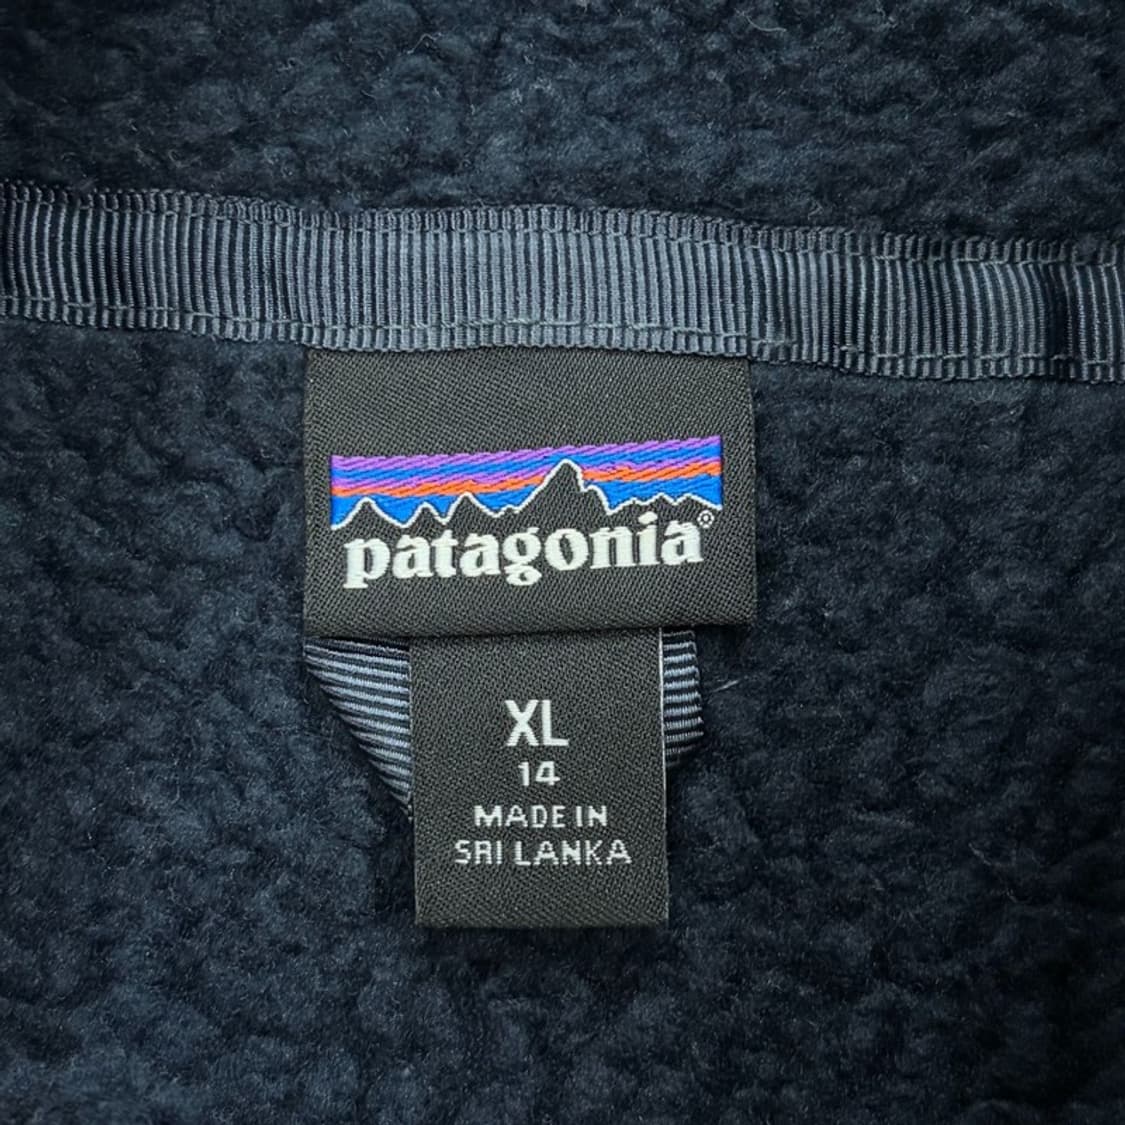 patagonia®
XL
14
MADE IN
SRI LANKA